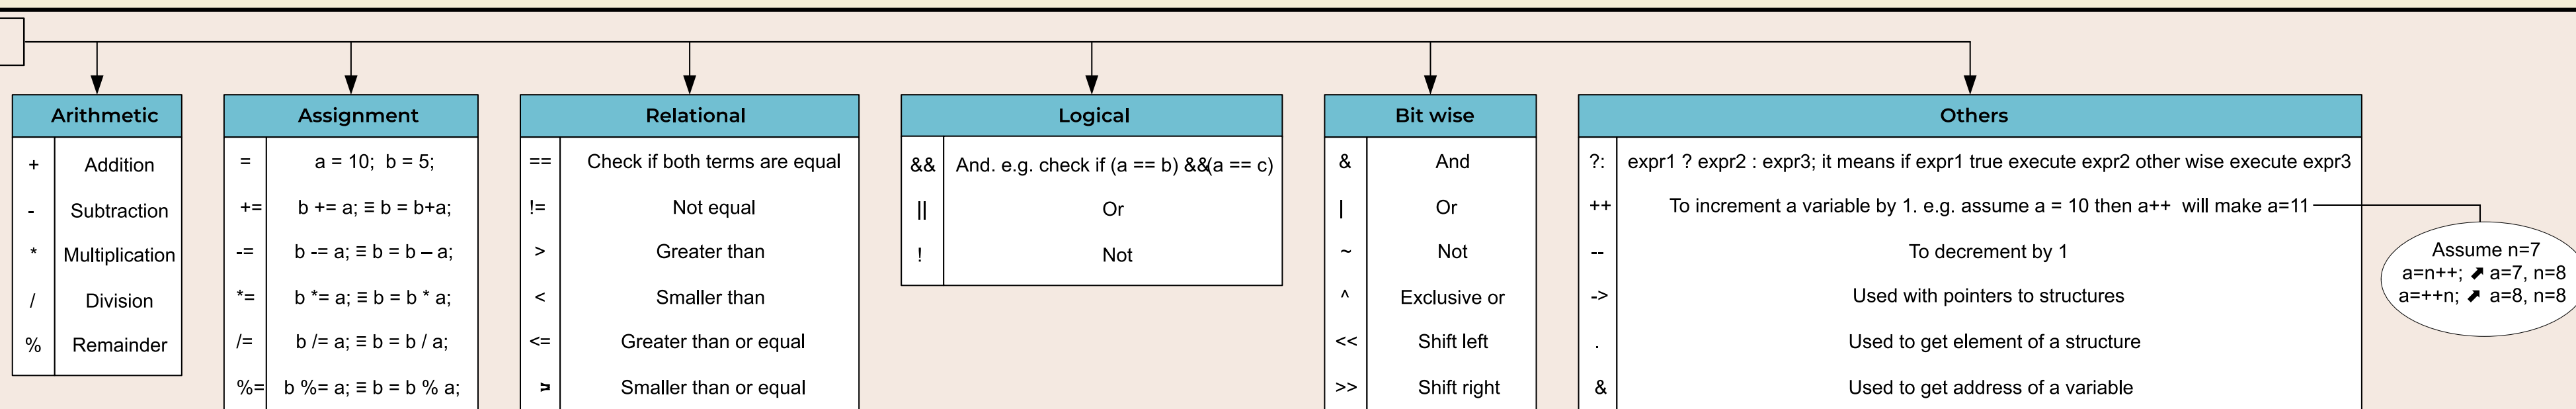 Arithmetic
+ Addition
- Subtraction
* Multiplication
/ Division
% Remainder
Assignment
= a = 10; b = 5;
+= b += a; ≡ b = b+a;
-= b -= a; ≡ b = b – a;
*= b *= a; ≡ b = b * a;
/= b /= a; ≡ b = b / a;
%= b %= a; ≡ b = b % a;
Relational
== Check if both terms are equal
!= Not equal
> Greater than
< Smaller than
<= Greater than or equal
Smaller than or equal
Logical
&& And. e.g. check if (a == b) &&(a == c)
|| Or
! Not
Bit wise
& And
| Or
~ Not
^ Exclusive or
<< Shift left
>> Shift right
Others
?: expr1 ? expr2 : expr3; it means if expr1 true execute expr2 other wise execute expr3
++ To increment a variable by 1. e.g. assume a = 10 then a++ will make a=11
-- To decrement by 1
-> Used with pointers to structures
. Used to get element of a structure
& Used to get address of a variable
Assume n=7
a=n++; ⬈ a=7, n=8
a=++n; ⬈ a=8, n=8